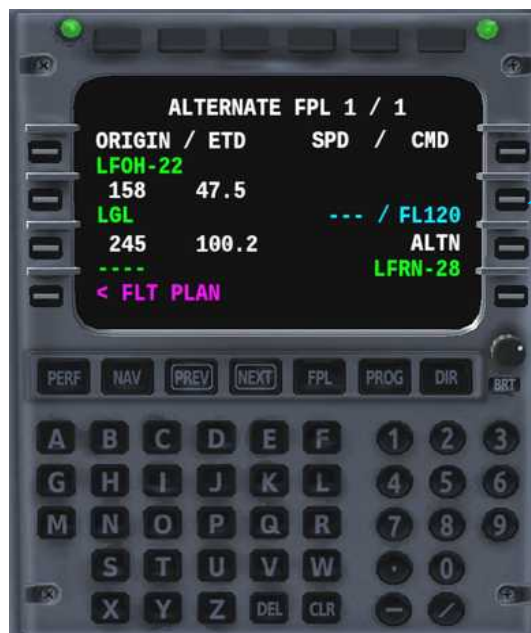 ALTERNATE FPL 1 / 1
ORIGIN / ETD SPD / CMD
LFOH-22
158 47.5
LGL --- / FL120
245 100.2 ALTN
---- LFRN-28
< FLT PLAN
PERF NAV PREV NEXT FPL PROG DIR BRT
A B C D E F 1 2 3
G H I J K L 4 5 6
M N O P Q R 7 8 9
S T U V W . 0
X Y Z DEL CLR - /